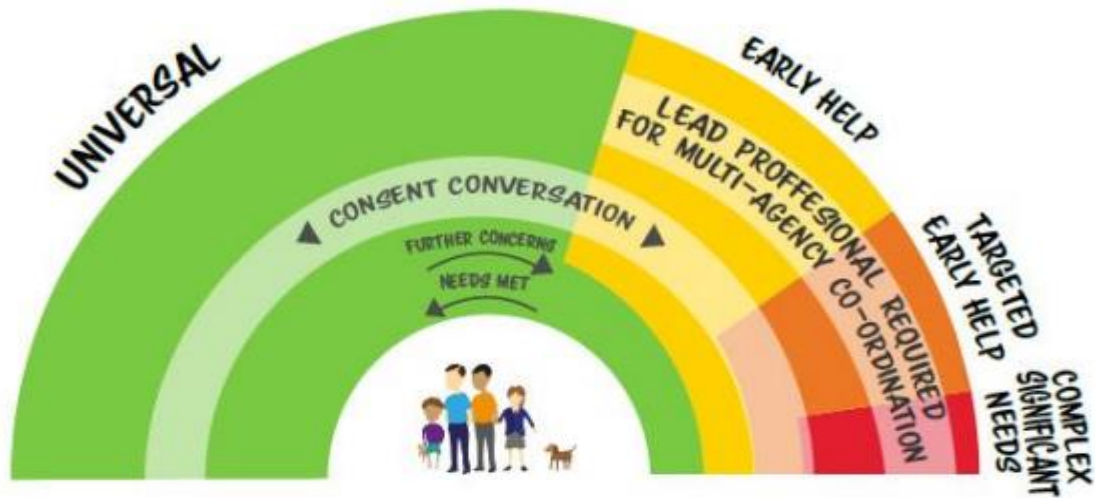 UNIVERSAL
EARLY HELP
LEAD PROFFESIONAL REQUIRED
FOR MULTI-AGENCY CO-ORDINATION
CONSENT CONVERSATION
FURTHER CONCERNS
NEEDS MET
TARGETED
EARLY HELP
COMPLEX
SIGNIFICANT
NEEDS